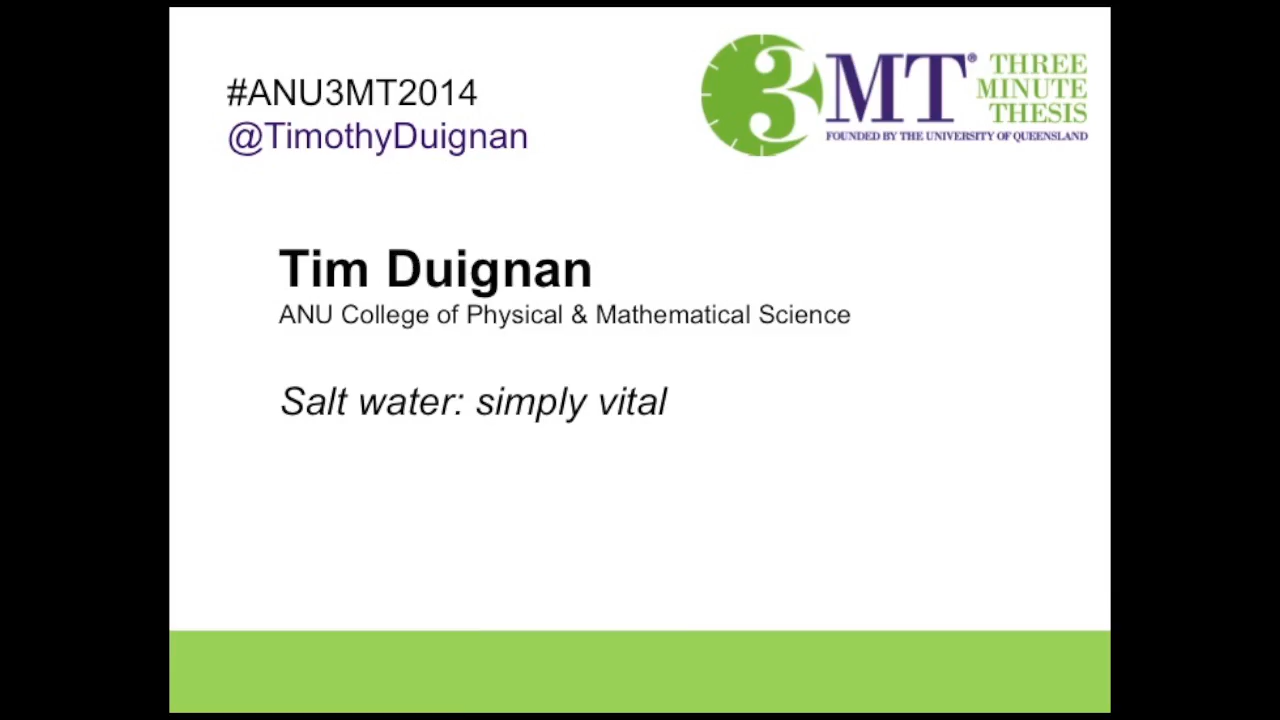 #ANU3MT2014
@TimothyDuignan
3MT® THREE
MINUTE
THESIS
FOUNDED BY THE UNIVERSITY OF QUEENSLAND
Tim Duignan
ANU College of Physical & Mathematical Science
Salt water: simply vital